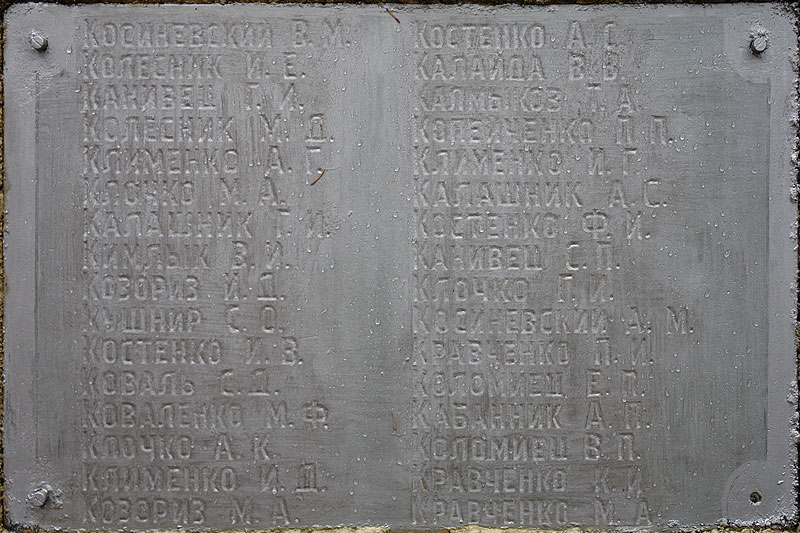 Косиневский В. М.
Колесник И. Е.
Канивец Г. И.
Колесник М. Д.
Клименко А. Г.
Клочко М. А.
Калашник Г. И.
Кимлык В. И.
Козориз И. Д.
Кушнир С. О.
Костенко И. В.
Коваль С. Д.
Коваленко М. Ф.
Клочко А. К.
Клименко И. Д.
Козориз М. А.
Костенко А. С.
Калайда В. В.
Калмыков Г. А.
Клименко И. Г.
Калашник А. С.
Костенко Ф. И.
Канивец С. П.
Клочко Г. И.
Косиневский А. М.
Кравченко П. И.
Коломиец Е. П.
Кабанник А. П.
Коломиец В. П.
Кравченко К. И.
Кравченко М. А.